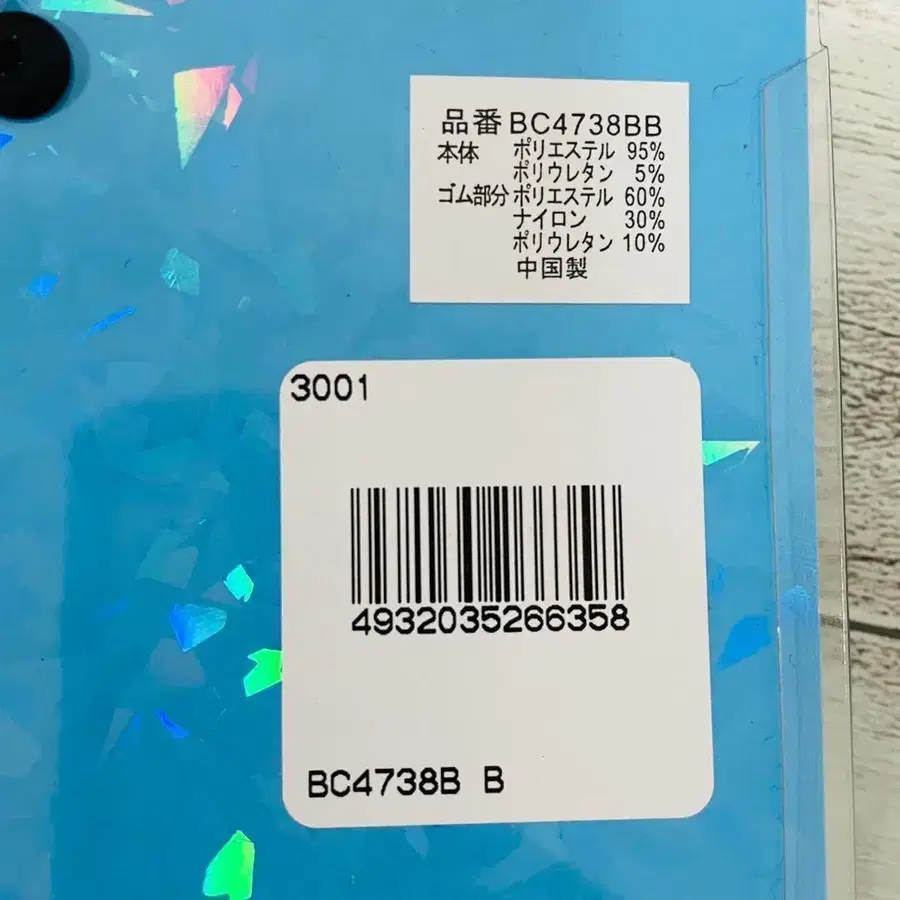 品番 BC4738BB
本体 ポリエステル 95%
ポリウレタン 5%
ゴム部分 ポリエステル 60%
ナイロン 30%
ポリウレタン 10%
中国製
3001
4932035266358
BC4738B B